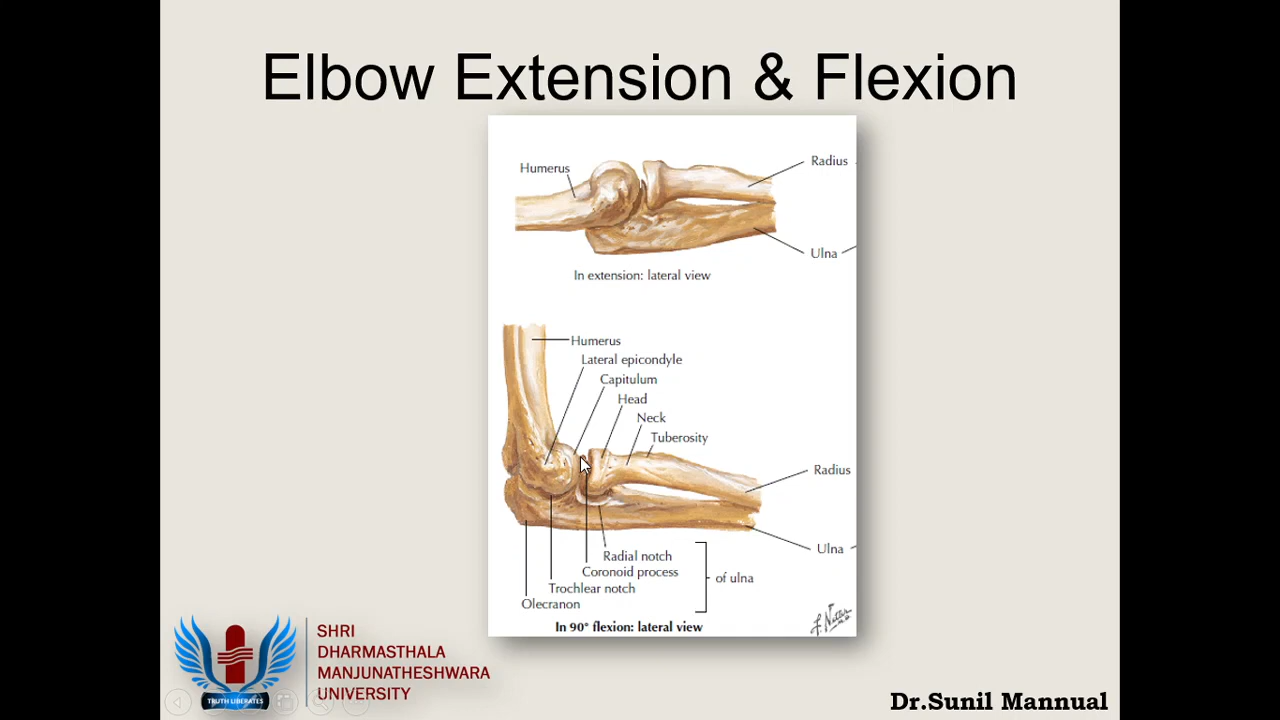 Elbow Extension & Flexion
Humerus
Radius
Ulna
In extension: lateral view
Humerus
Lateral epicondyle
Capitulum
Head
Neck
Tuberosity
Radius
Ulna
Radial notch
Coronoid process
of ulna
Trochlear notch
Olecranon
In 90° flexion: lateral view
SHRI
DHARMASTHALA
MANJUNATHESHWARA
UNIVERSITY
TRUTH LIBERATES
Dr.Sunil Mannual